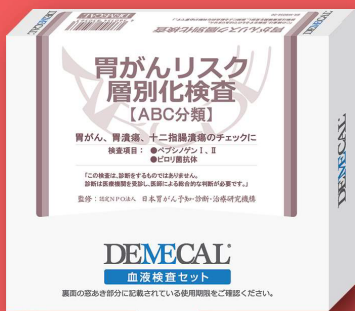 胃がんリスク
層別化検査
【ABC分類】
胃がん、胃潰瘍、十二指腸潰瘍のチェックに
検査項目: ●ペプシノゲンⅠ、Ⅱ
●ピロリ菌抗体
「この検査は、診断をするものではありません。
診断は医療機関を受診し、医師による総合的な判断が必要です。」
監修:認定NPO法人 日本胃がん予知・診断・治療研究機構
DEMECAL
血液検査セット
裏面の窓あき部分に記載されている使用期限をご確認ください。
DEMECAL